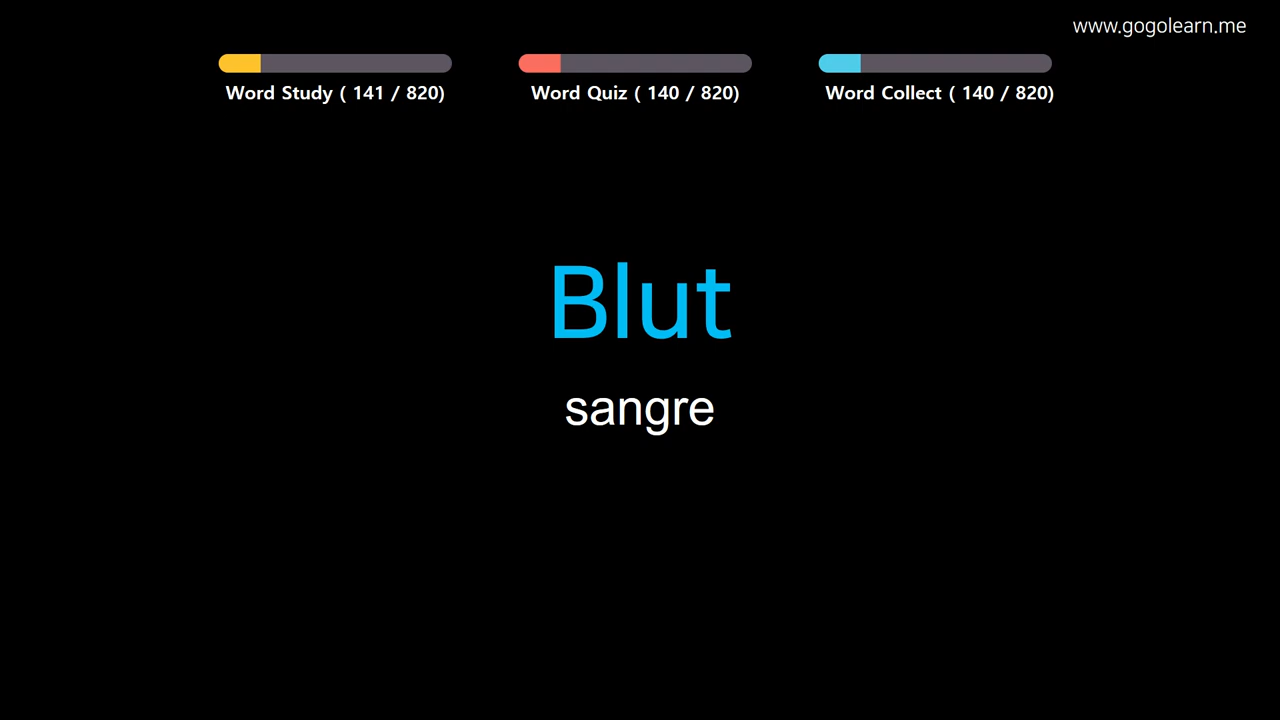 www.gogolearn.me
Word Study ( 141 / 820)
Word Quiz ( 140 / 820)
Word Collect ( 140 / 820)
Blut
sangre